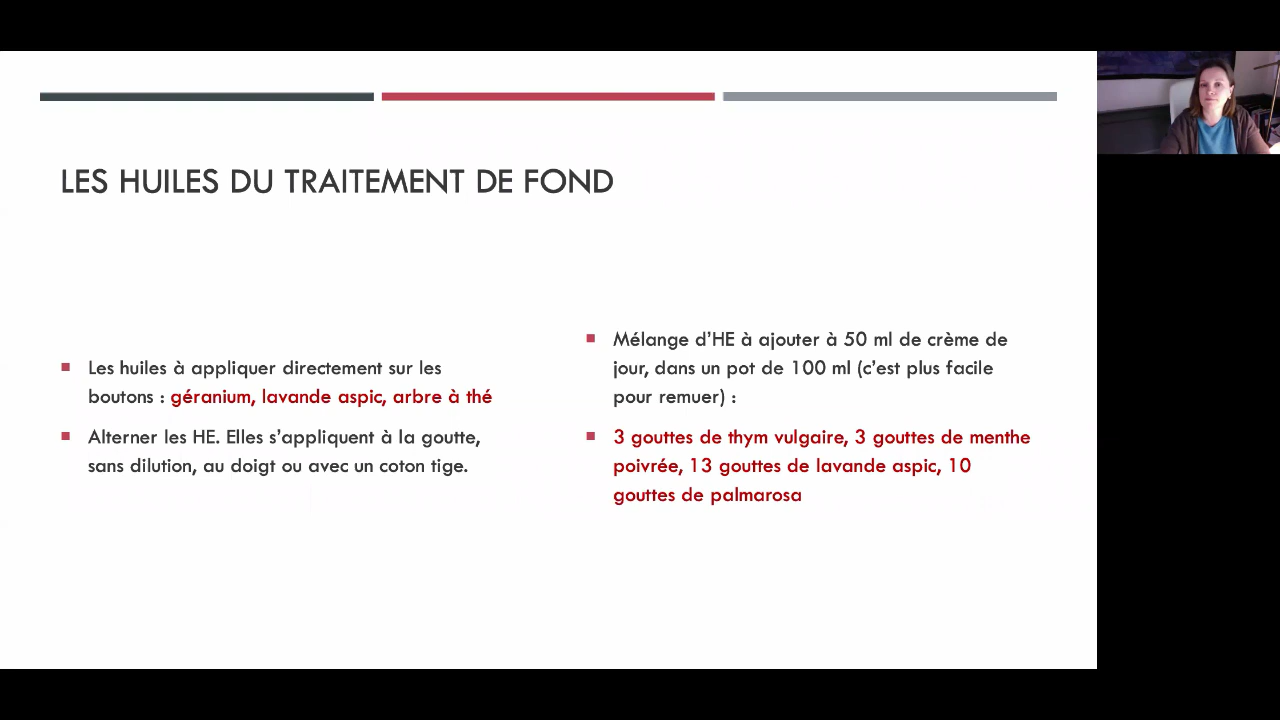 LES HUILES DU TRAITEMENT DE FOND
Les huiles à appliquer directement sur les
boutons : géranium, lavande aspic, arbre à thé
Alterner les HE. Elles s’appliquent à la goutte,
sans dilution, au doigt ou avec un coton tige.
Mélange d’HE à ajouter à 50 ml de crème de
jour, dans un pot de 100 ml (c’est plus facile
pour remuer) :
3 gouttes de thym vulgaire, 3 gouttes de menthe
poivrée, 13 gouttes de lavande aspic, 10
gouttes de palmarosa